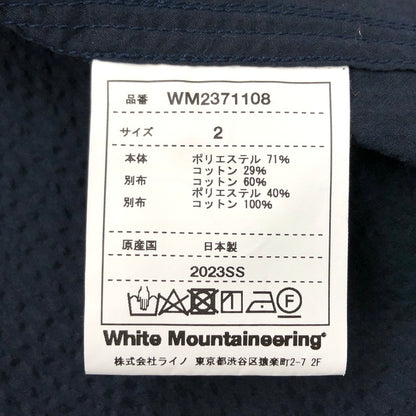 品番 WM2371108
サイズ 2
本体 ポリエステル 71%
コットン 29%
別布 コットン 60%
ポリエステル 40%
別布 コットン 100%
原産国 日本製
2023SS
F
White Mountaineering®
株式会社ライノ 東京都渋谷区猿楽町2-7 2F